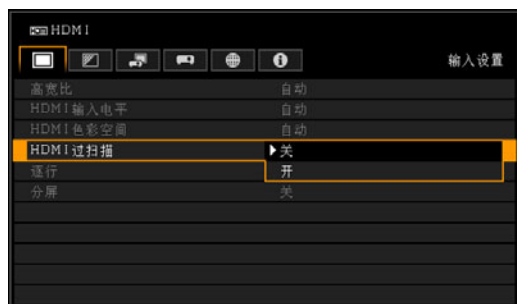 HDMI
输入设置
高宽比 自动
HDMI输入电平 自动
HDMI色彩空间 自动
HDMI过扫描 ▶关
逐行 开
分屏 关